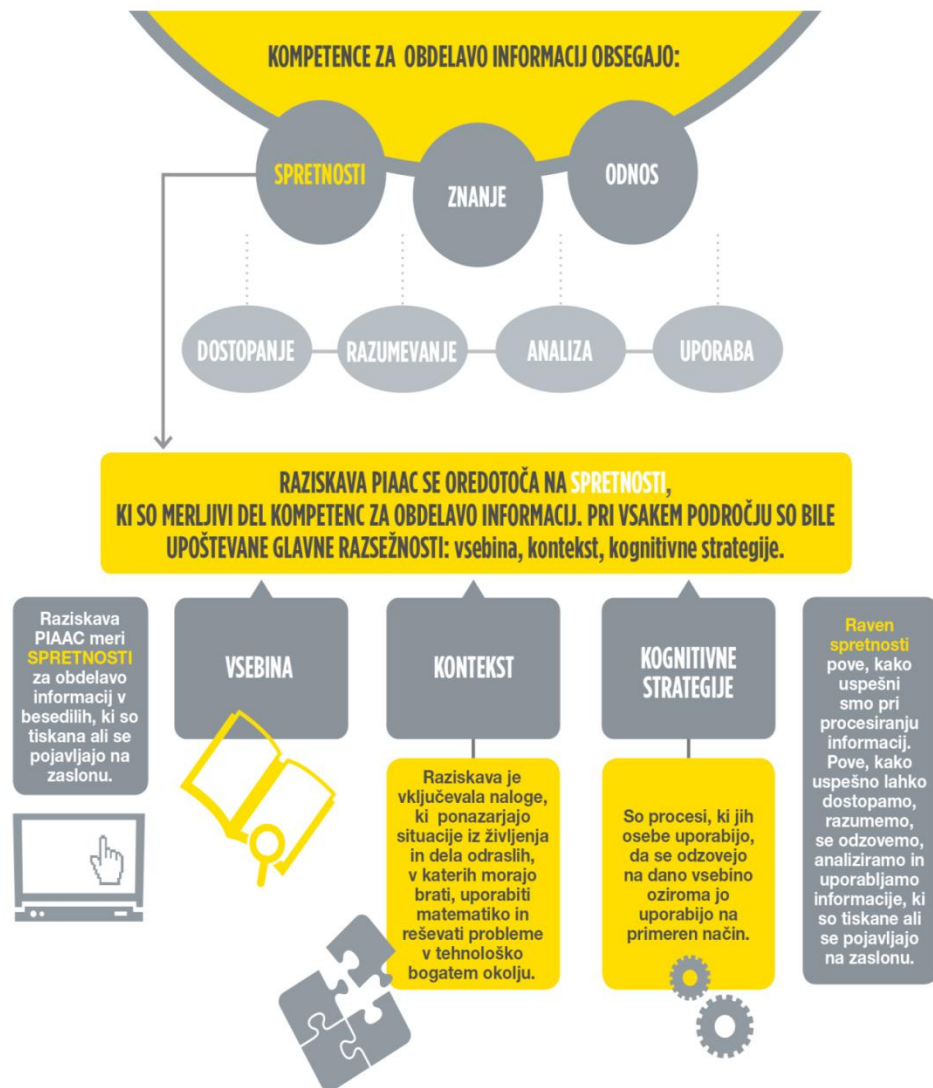 KOMPETENCE ZA OBDELAVO INFORMACIJ OBSEGAJO:
SPRETNOSTI
ZNANJE
ODNOS
DOSTOPANJE
RAZUMEVANJE
ANALIZA
UPORABA
RAZISKAVA PIAAC SE OREDOTOČA NA SPRETNOSTI,
KI SO MERLJIVI DEL KOMPETENC ZA OBDELAVO INFORMACIJ. PRI VSAKEM PODROČJU SO BILE
UPOŠTEVANE GLAVNE RAZSEŽNOSTI: vsebina, kontekst, kognitivne strategije.
Raziskava
PIAAC meri
SPRETNOSTI
za obdelavo
informacij v
besedilih, ki so
tiskana ali se
pojavljajo na
zaslonu.
VSEBINA
KONTEKST
Raziskava je
vključevala naloge,
ki ponazarjajo
situacije iz življenja
in dela odraslih,
v katerih morajo
brati, uporabiti
matematiko in
reševati probleme
v tehnološko
bogatem okolju.
KOGNITIVNE
STRATEGIJE
So procesi, ki jih
osebe uporabijo,
da se odzovejo
na dano vsebino
oziroma jo
uporabijo na
primeren način.
Raven
spretnosti
pove, kako
uspešni
smo pri
procesiranju
informacij.
Pove, kako
uspešno lahko
dostopamo,
razumemo,
se odzovemo,
analiziramo in
uporabljamo
informacije, ki
so tiskane ali
se pojavljajo
na zaslonu.